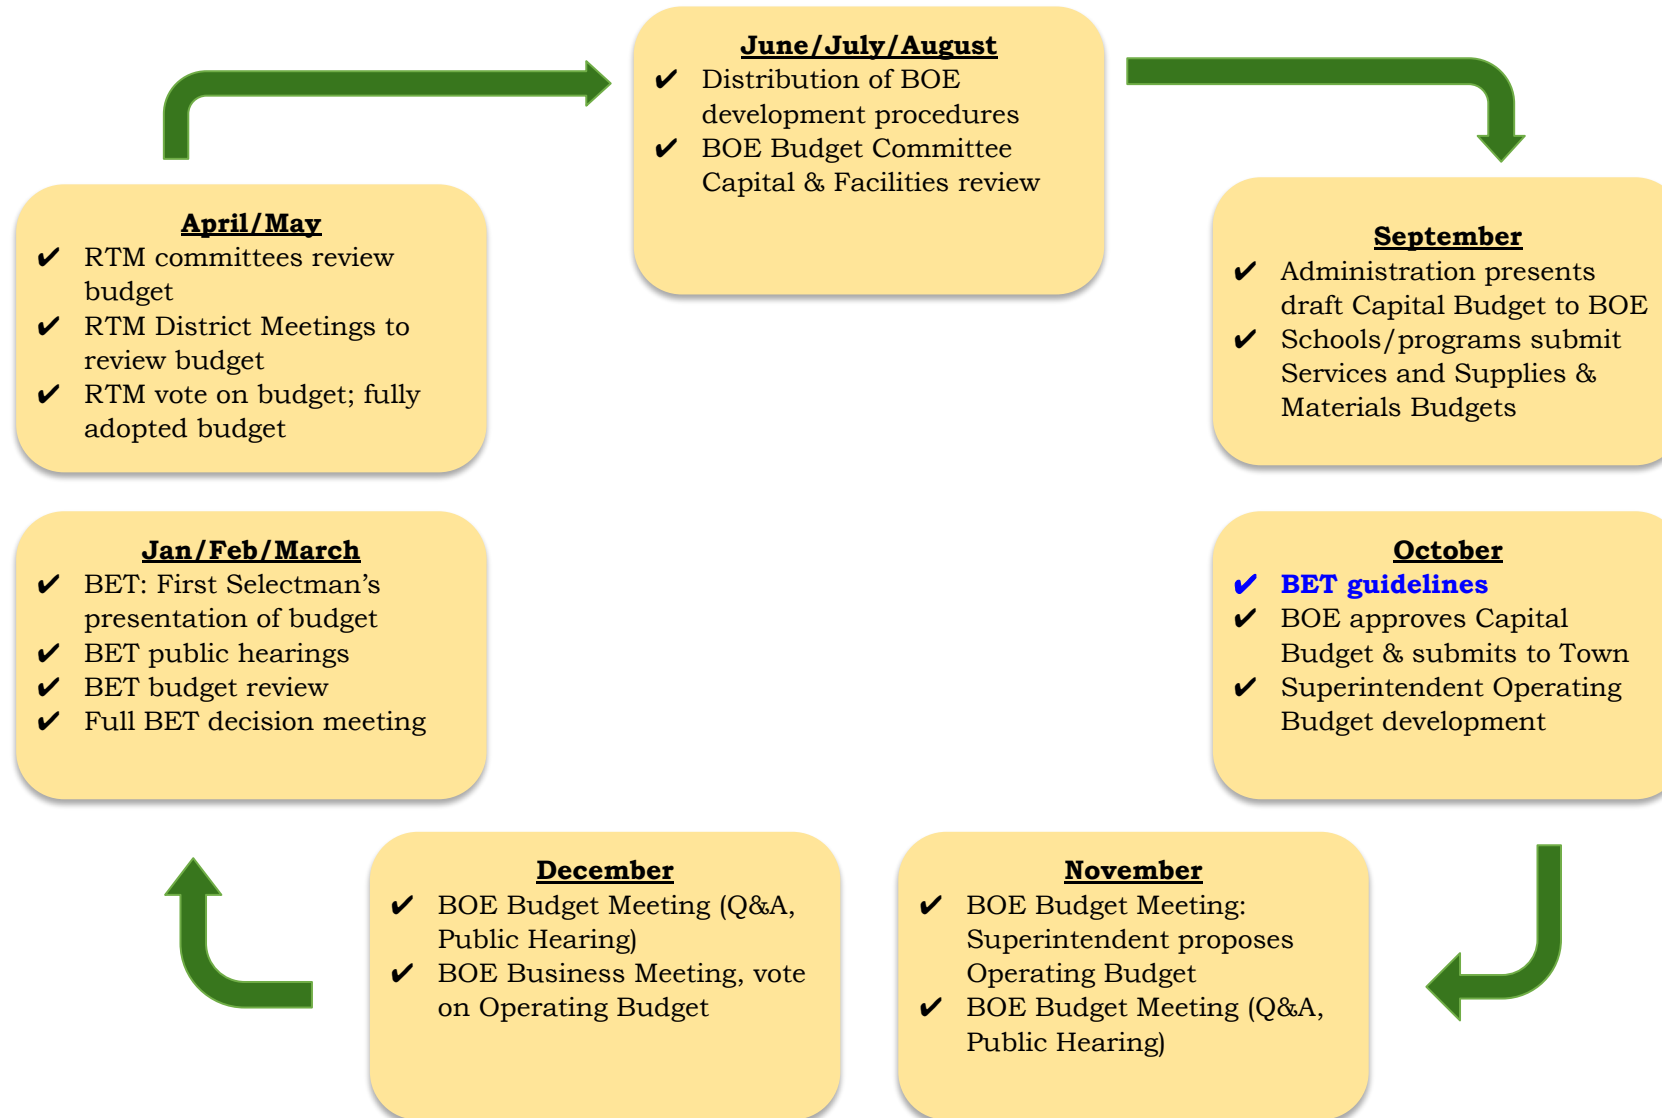 June/July/August
✔ Distribution of BOE
development procedures
✔ BOE Budget Committee
Capital & Facilities review
September
✔ Administration presents
draft Capital Budget to BOE
✔ Schools/programs submit
Services and Supplies &
Materials Budgets
October
✔ BET guidelines
✔ BOE approves Capital
Budget & submits to Town
✔ Superintendent Operating
Budget development
November
✔ BOE Budget Meeting:
Superintendent proposes
Operating Budget
✔ BOE Budget Meeting (Q&A,
Public Hearing)
December
✔ BOE Budget Meeting (Q&A,
Public Hearing)
✔ BOE Business Meeting, vote
on Operating Budget
Jan/Feb/March
✔ BET: First Selectman’s
presentation of budget
✔ BET public hearings
✔ BET budget review
✔ Full BET decision meeting
April/May
✔ RTM committees review
budget
✔ RTM District Meetings to
review budget
✔ RTM vote on budget; fully
adopted budget